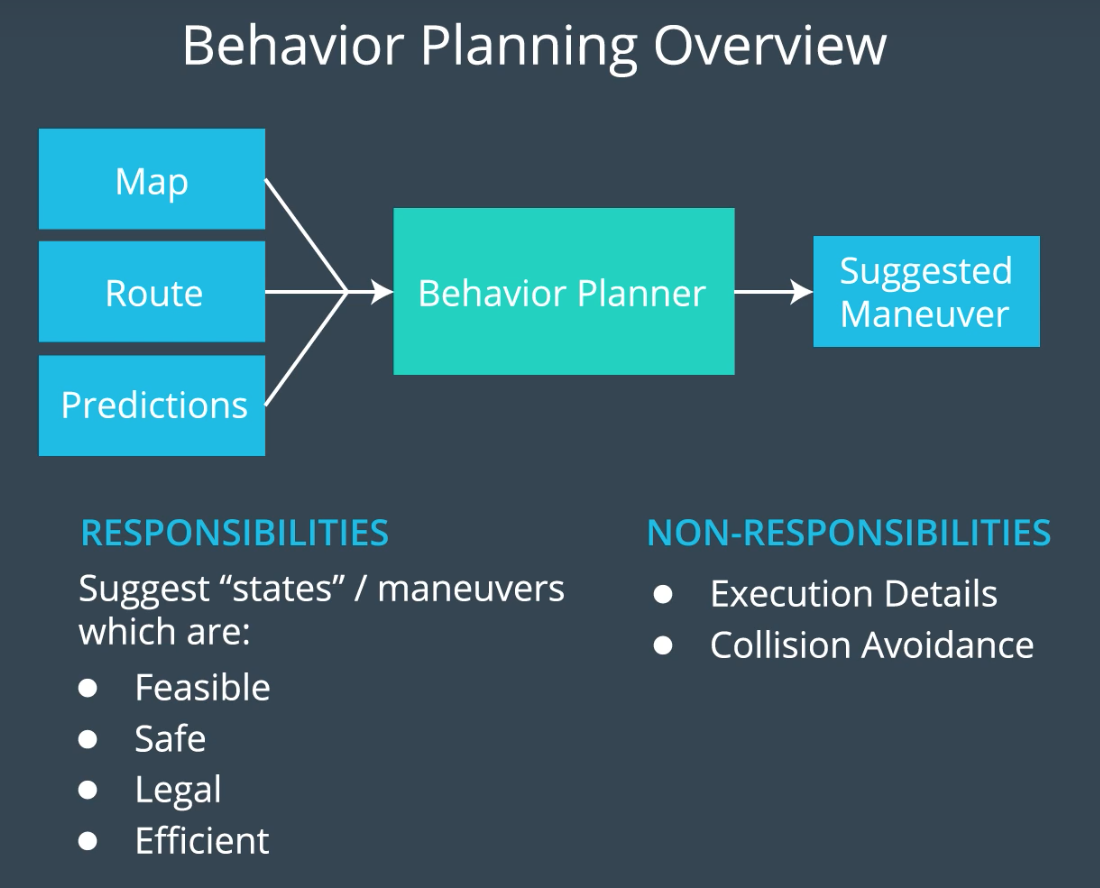 Behavior Planning Overview
Map
Route
Predictions
Behavior Planner
Suggested
Maneuver
RESPONSIBILITIES
Suggest “states” / maneuvers
which are:
● Feasible
● Safe
● Legal
● Efficient
NON-RESPONSIBILITIES
● Execution Details
● Collision Avoidance